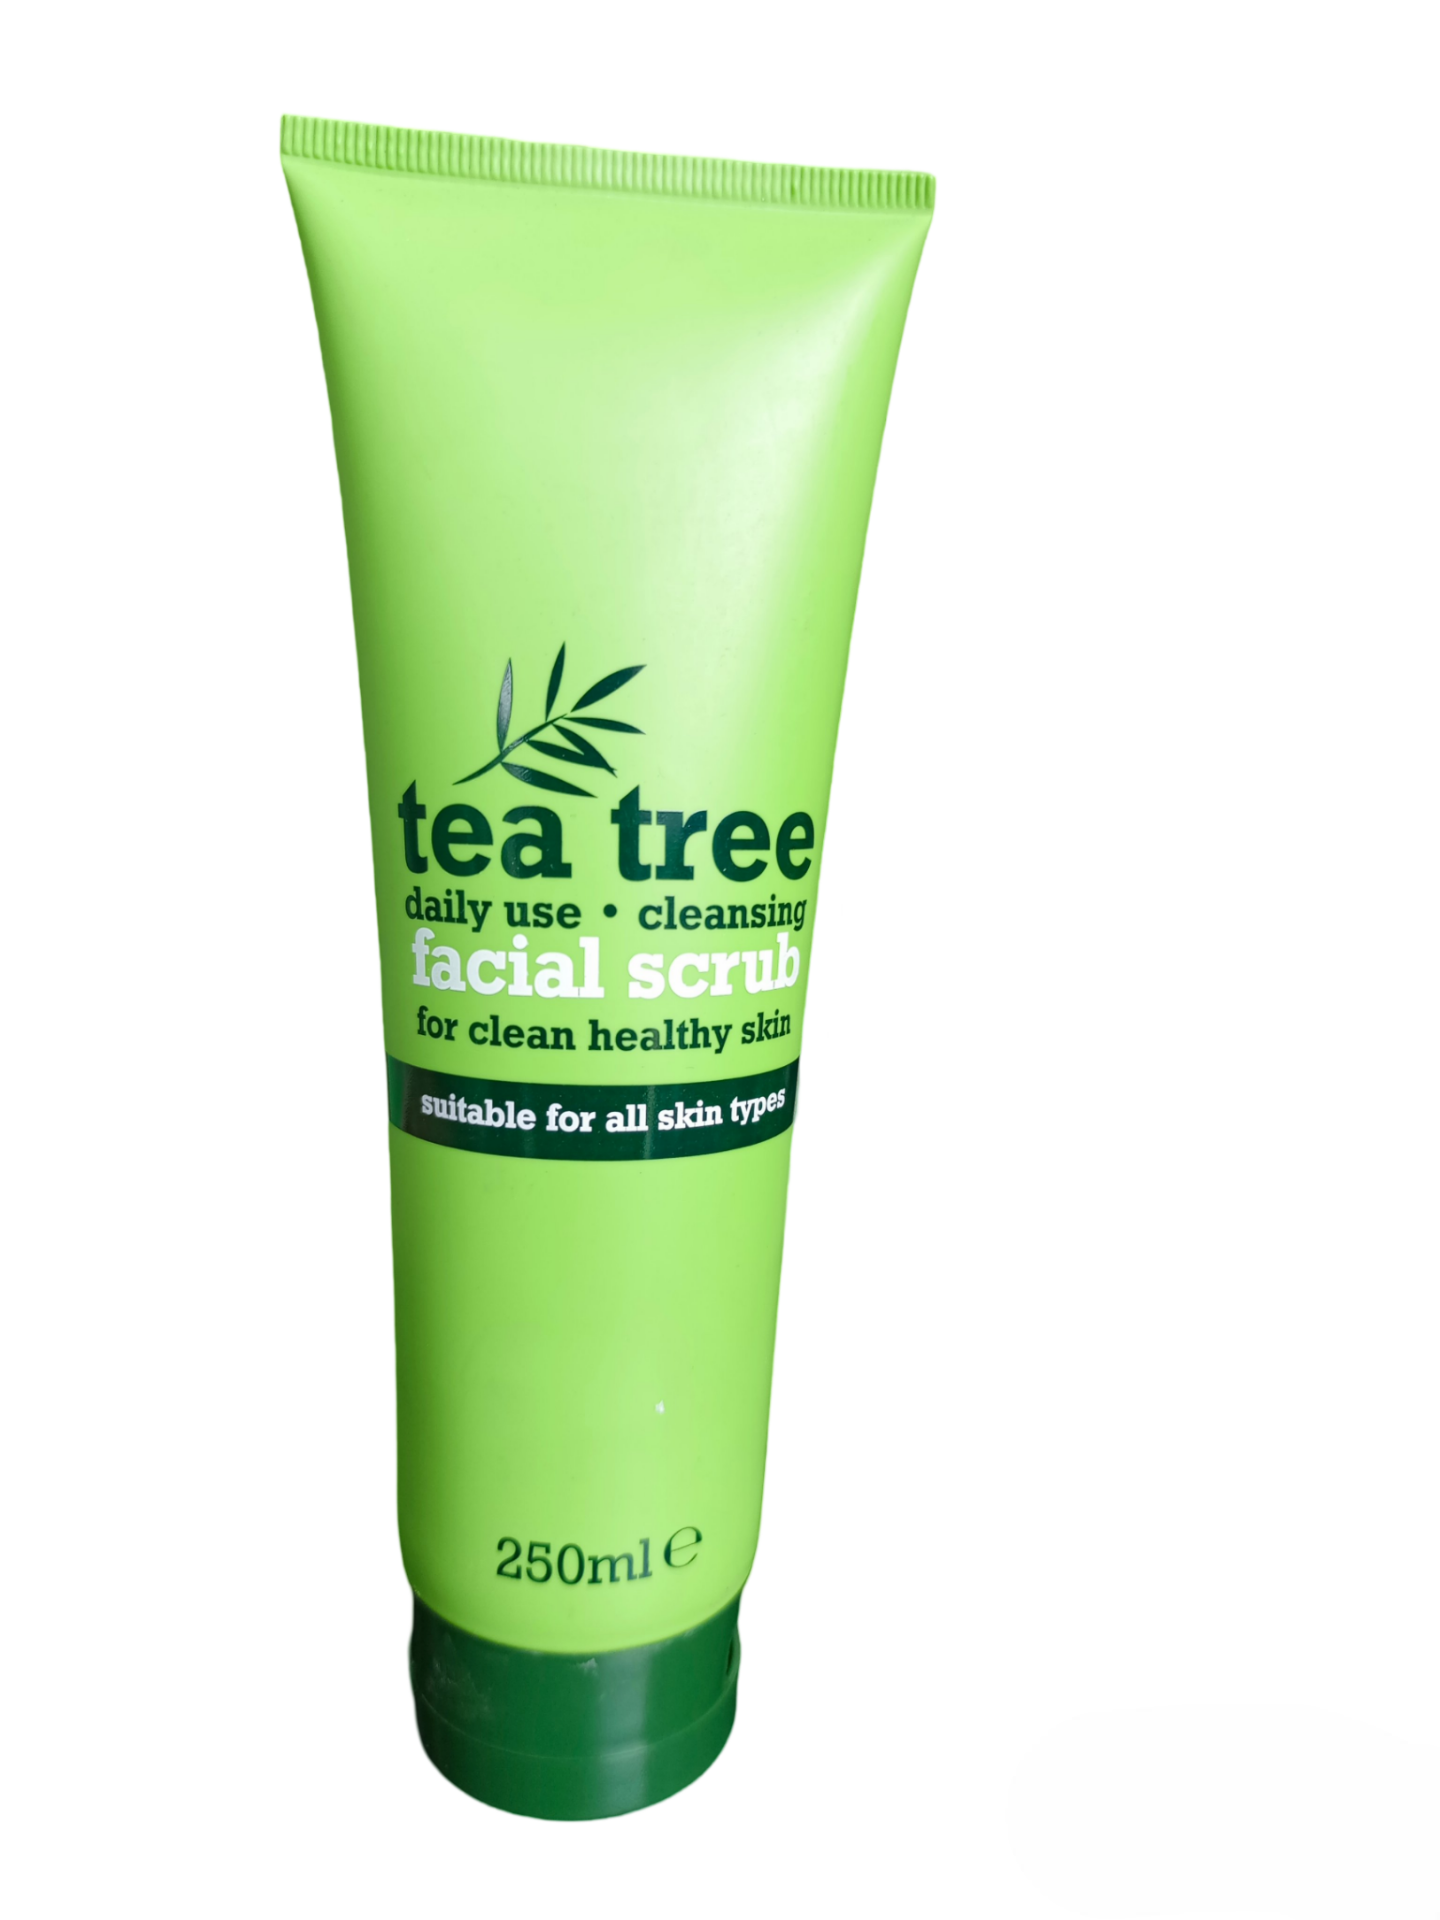 tea tree
daily use • cleansing
facial scrub
for clean healthy skin
suitable for all skin types
250ml ℮